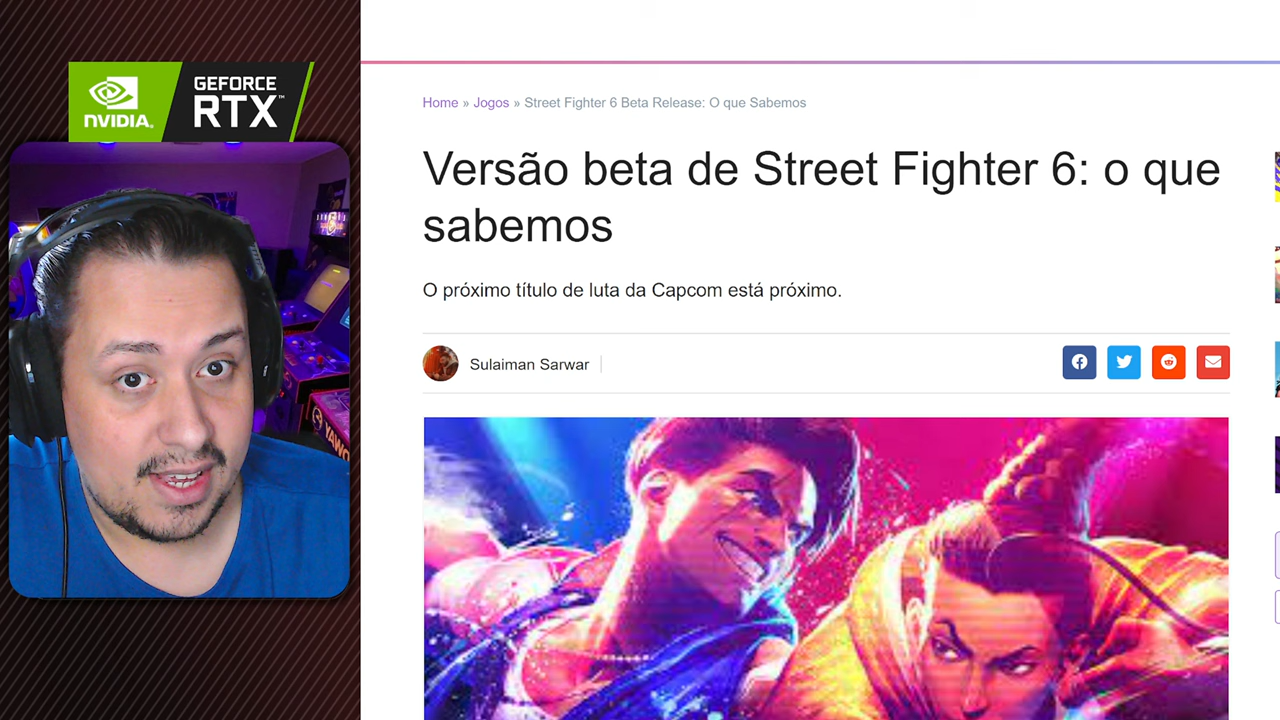 NVIDIA.
GEFORCE
RTX™
Home » Jogos » Street Fighter 6 Beta Release: O que Sabemos
Versão beta de Street Fighter 6: o que
sabemos
O próximo título de luta da Capcom está próximo.
Sulaiman Sarwar